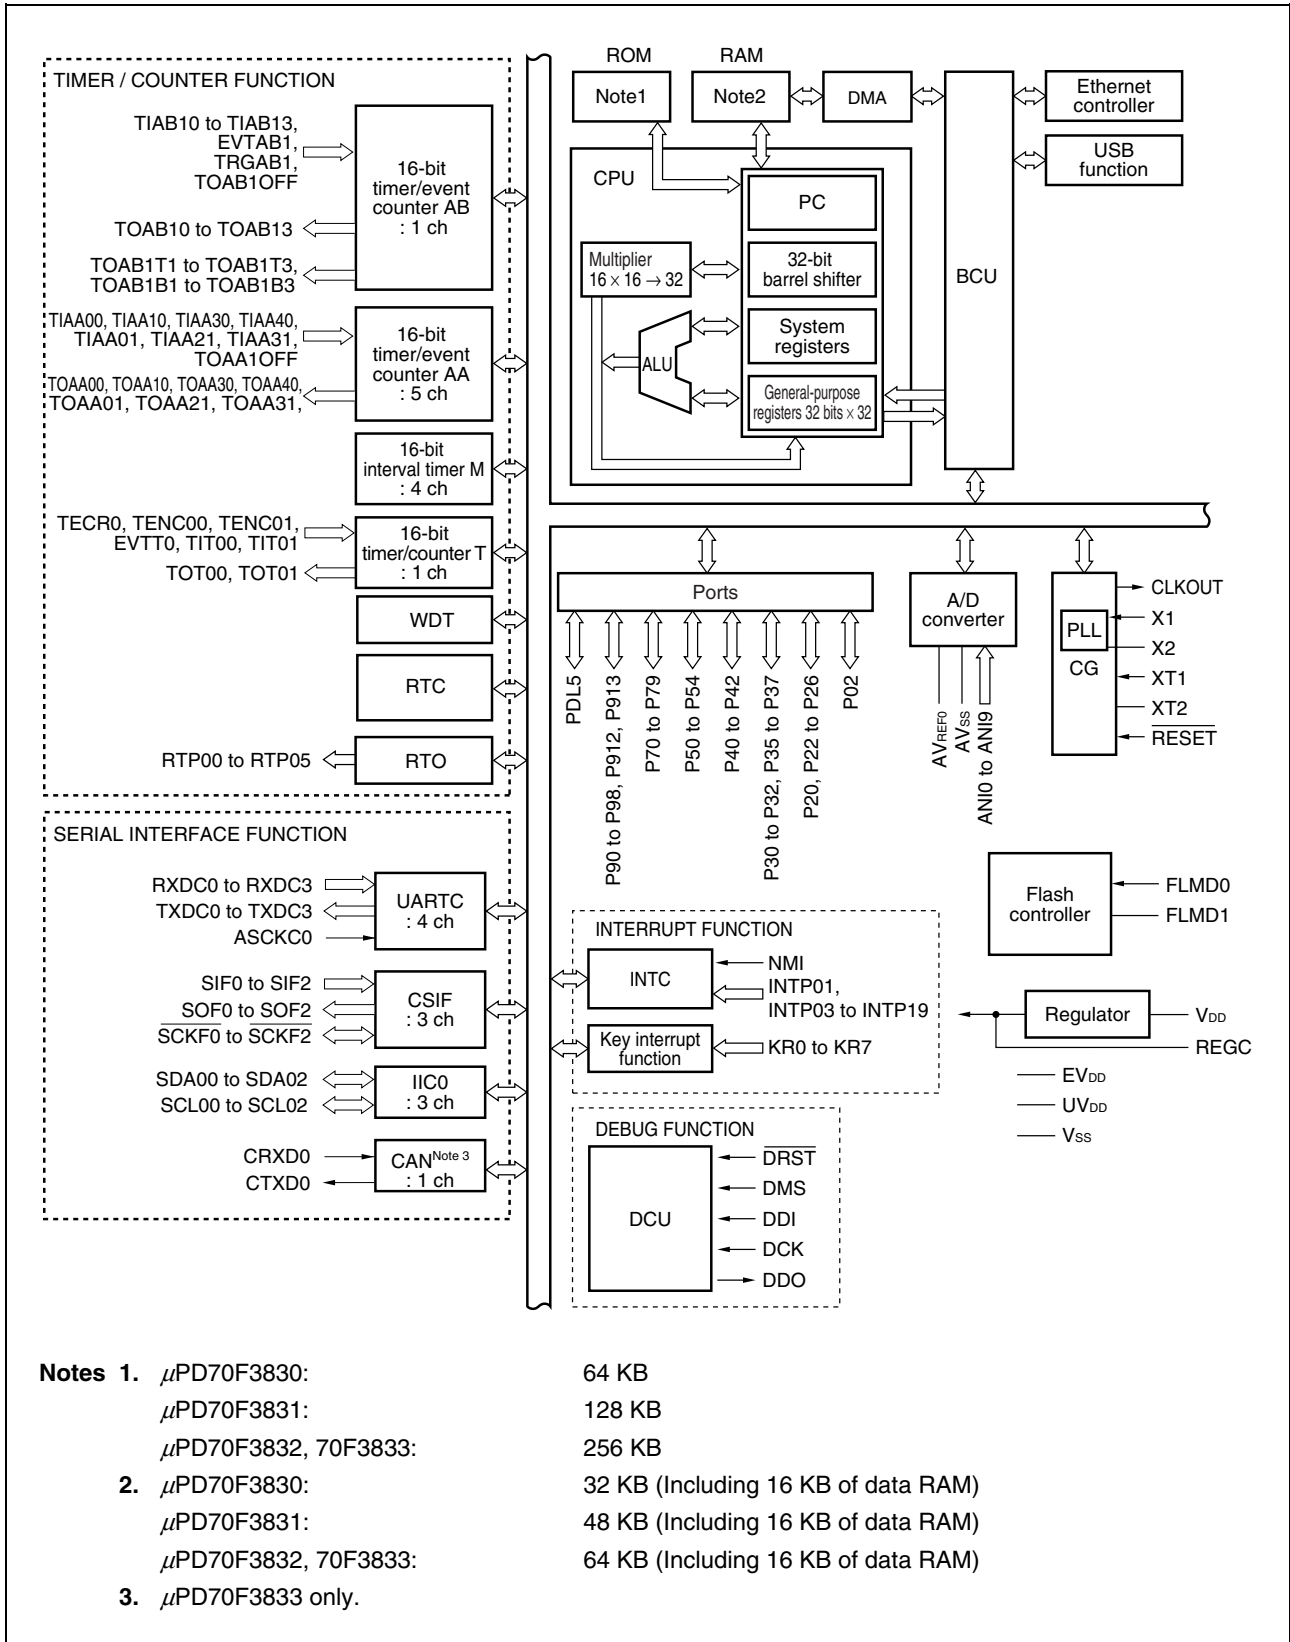 TIMER / COUNTER FUNCTION
TIAB10 to TIAB13,
EVTAB1,
TRGAB1,
TOAB1OFF
16-bit
timer/event
counter AB
: 1 ch
TOAB10 to TOAB13
TOAB1T1 to TOAB1T3,
TOAB1B1 to TOAB1B3
TIAA00, TIAA10, TIAA30, TIAA40,
TIAA01, TIAA21, TIAA31,
TOAA1OFF
16-bit
timer/event
counter AA
: 5 ch
TOAA00, TOAA10, TOAA30, TOAA40,
TOAA01, TOAA21, TOAA31,
16-bit
interval timer M
: 4 ch
TECR0, TENC00, TENC01,
EVTT0, TIT00, TIT01
16-bit
timer/counter T
: 1 ch
TOT00, TOT01
WDT
RTC
RTP00 to RTP05
RTO
SERIAL INTERFACE FUNCTION
RXDC0 to RXDC3
TXDC0 to TXDC3
ASCKC0
UARTC
: 4 ch
SIF0 to SIF2
SOF0 to SOF2
SCKF0 to SCKF2
CSIF
: 3 ch
SDA00 to SDA02
SCL00 to SCL02
IIC0
: 3 ch
CRXD0
CTXD0
CAN Note 3
: 1 ch
ROM
Note1
RAM
Note2
DMA
BCU
Ethernet
controller
USB
function
CPU
PC
Multiplier
16 × 16 → 32
32-bit
barrel shifter
ALU
System
registers
General-purpose
registers 32 bits × 32
Ports
PDL5
P90 to P98, P912, P913
P70 to P79
P50 to P54
P40 to P42
P30 to P32, P35 to P37
P20, P22 to P26
P02
A/D
converter
AVREF0
AVSS
ANI0 to ANI9
PLL
CG
CLKOUT
X1
X2
XT1
XT2
RESET
Flash
controller
FLMD0
FLMD1
INTERRUPT FUNCTION
INTC
NMI
INTP01,
INTP03 to INTP19
Key interrupt
function
KR0 to KR7
Regulator
VDD
REGC
EVDD
UVDD
VSS
DEBUG FUNCTION
DCU
DRST
DMS
DDI
DCK
DDO
Notes 1. μPD70F3830: 64 KB
μPD70F3831: 128 KB
μPD70F3832, 70F3833: 256 KB
2. μPD70F3830: 32 KB (Including 16 KB of data RAM)
μPD70F3831: 48 KB (Including 16 KB of data RAM)
μPD70F3832, 70F3833: 64 KB (Including 16 KB of data RAM)
3. μPD70F3833 only.